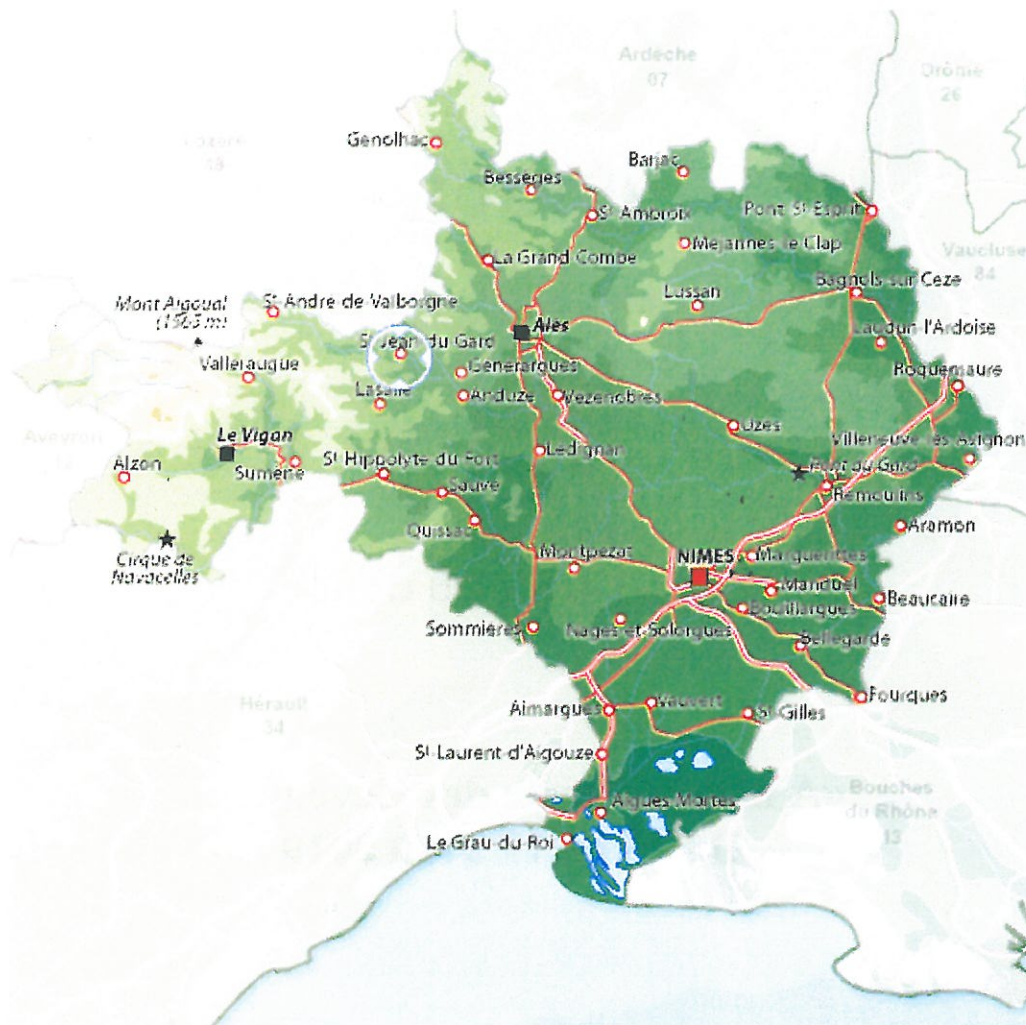 Ardèche
07
Drôme
26
Lozère
48
Genolhac
Barjac
Besseges
St Ambroix
Pont St Esprit
Mejannes le Clap
La Grand Combe
Vaucluse
84
Bagnols sur Ceze
Mont Aigoual
(1565 m)
St Andre de Valborgne
Lussan
Ales
Laudun l'Ardoise
St Jean du Gard
Valleraugue
Generargues
Roquemaure
Lasalle
Anduze
Vezenobres
Uzes
Aveyron
Le Vigan
Villeneuve les Avignon
Alzon
Sumene
St Hippolyte du Fort
Ledignan
Pont du Gard
Sauve
Remoulins
Quissac
Aramon
Cirque de
Navacelles
Montpezat
NIMES
Marguerittes
Manduel
Bouillargues
Beaucaire
Sommieres
Nages et Solorgues
Bellegarde
Hérault
34
Aimargues
Vauvert
St Gilles
Fourques
St Laurent d'Aigouze
Bouches
du Rhône
13
Aigues Mortes
Le Grau du Roi